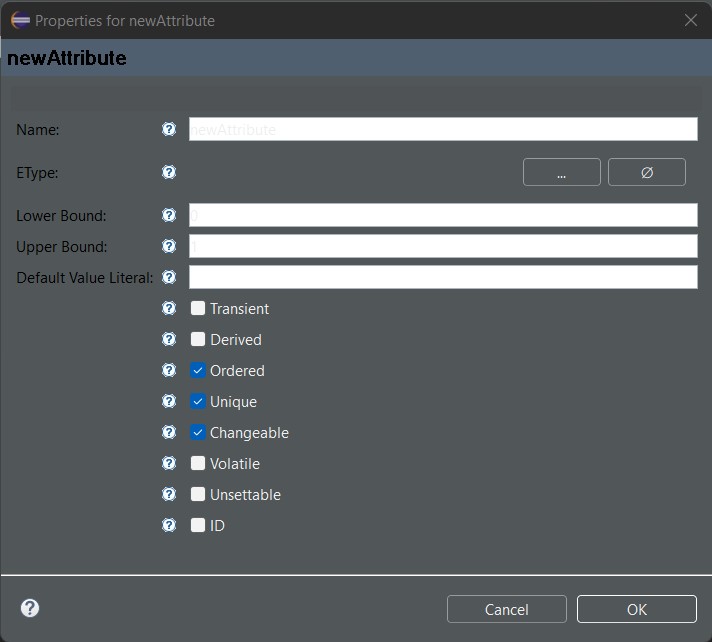 Properties for newAttribute
newAttribute
Name: newAttribute
EType: ... ∅
Lower Bound: 0
Upper Bound: 1
Default Value Literal:
Transient
Derived
Ordered
Unique
Changeable
Volatile
Unsettable
ID
Cancel OK